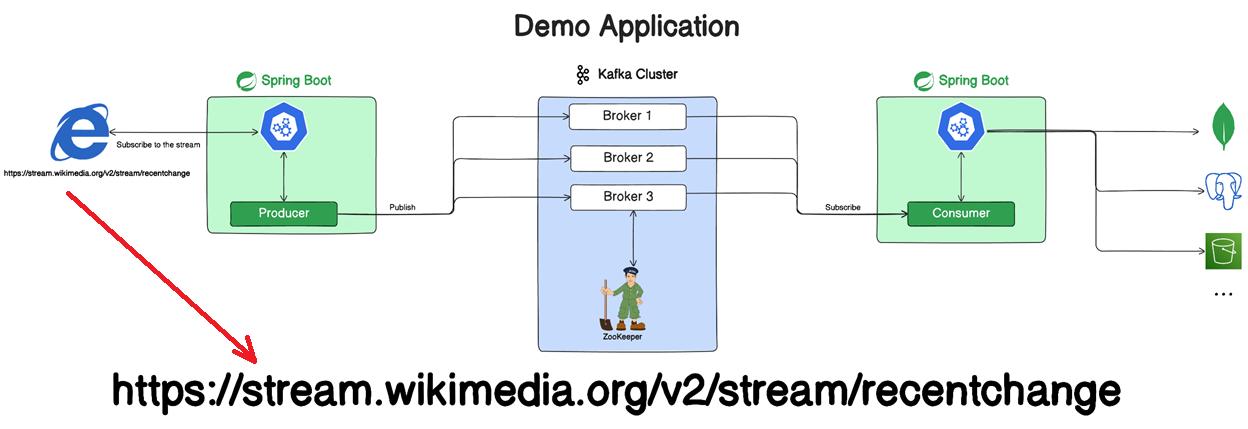 Demo Application
Spring Boot
Kafka Cluster
Spring Boot
Broker 1
Subscribe to the stream
Broker 2
https://stream.wikimedia.org/v2/stream/recentchange
Broker 3
Producer
Publish
Subscribe
Consumer
...
ZooKeeper
https://stream.wikimedia.org/v2/stream/recentchange